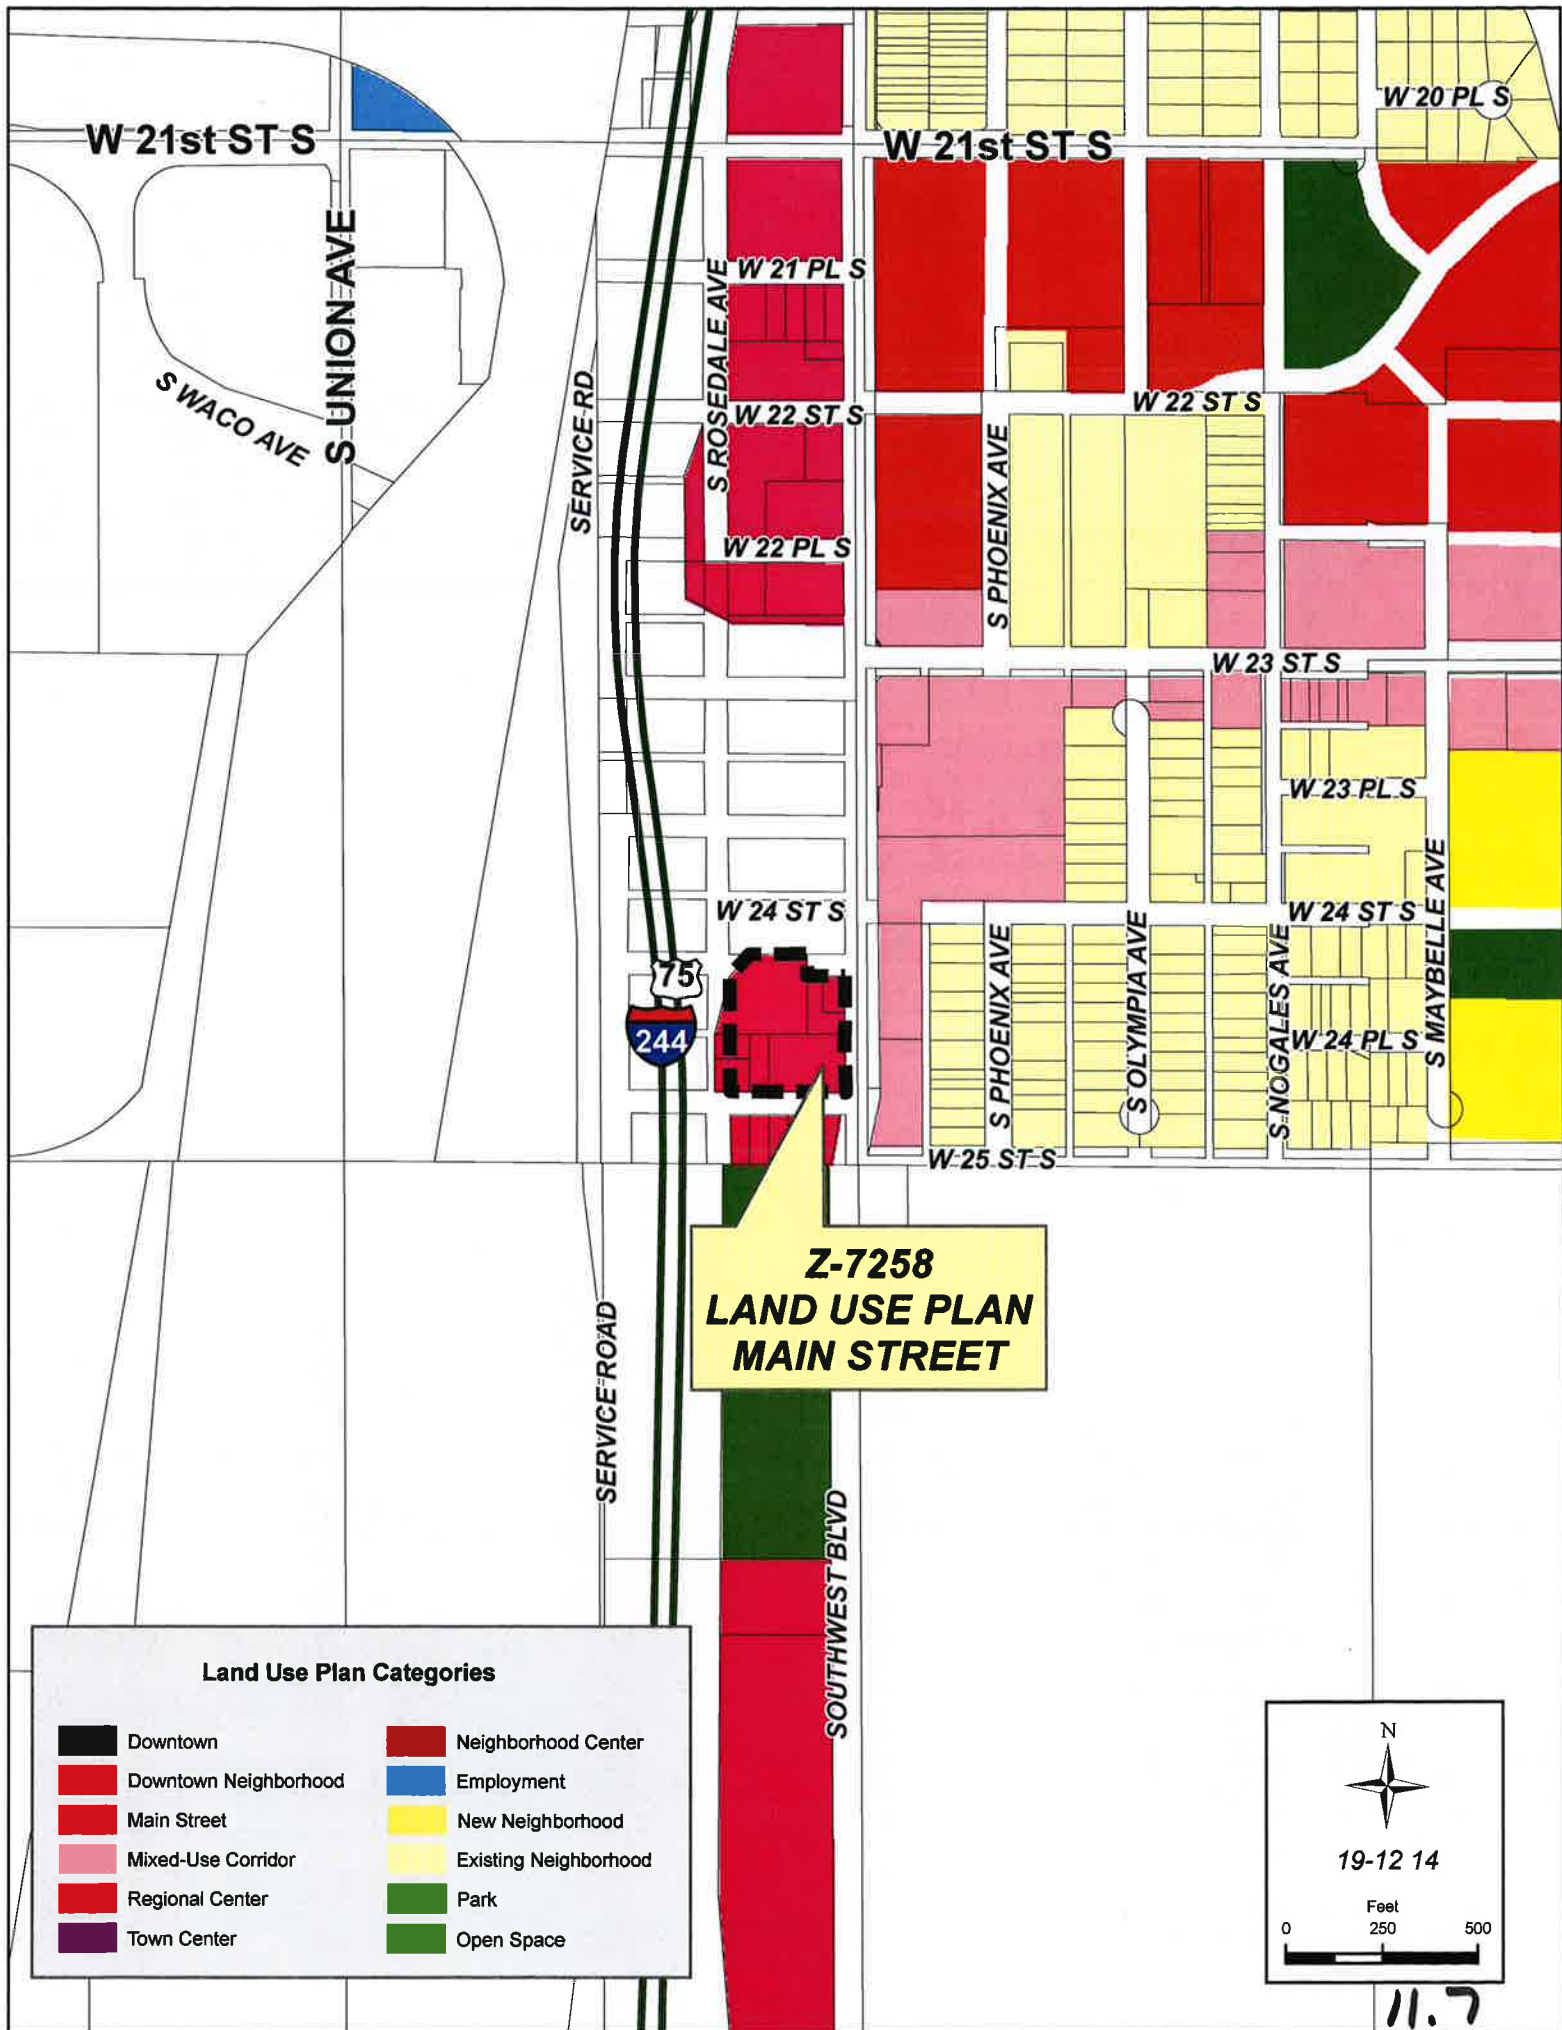 W 20 PL S
W 21st ST S
W 21st ST S
S UNION AVE
W 21 PL S
S ROSEDALE AVE
S WACO AVE
SERVICE RD
W 22 ST S
W 22 ST S
S PHOENIX AVE
W 22 PL S
W 23 ST S
W 23 PL S
S MAYBELLE AVE
W 24 ST S
W 24 ST S
75
244
S PHOENIX AVE
S OLYMPIA AVE
S NOGALES AVE
W 24 PL S
W 25 ST S
Z-7258
LAND USE PLAN
MAIN STREET
SERVICE ROAD
SOUTHWEST BLVD
Land Use Plan Categories
Downtown
Downtown Neighborhood
Main Street
Mixed-Use Corridor
Regional Center
Town Center
Neighborhood Center
Employment
New Neighborhood
Existing Neighborhood
Park
Open Space
N
19-12 14
Feet
0 250 500
11.7